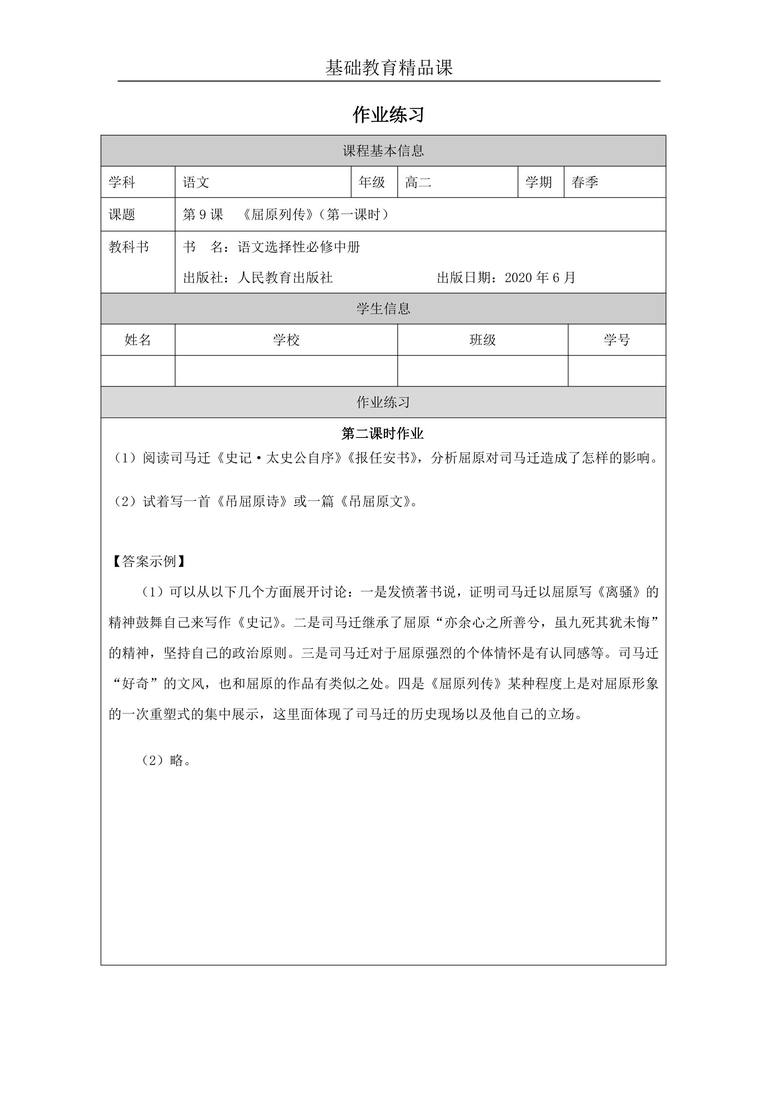 基础教育精品课
作业练习
课程基本信息
学科 语文 年级 高二 学期 春季
课题 第9课 《屈原列传》（第一课时）
教科书 书 名：语文选择性必修中册
出版社：人民教育出版社 出版日期：2020年6月
学生信息
姓名 学校 班级 学号
作业练习
第二课时作业
（1）阅读司马迁《史记·太史公自序》《报任安书》，分析屈原对司马迁造成了怎样的影响。
（2）试着写一首《吊屈原诗》或一篇《吊屈原文》。
【答案示例】
（1）可以从以下几个方面展开讨论：一是发愤著书说，证明司马迁以屈原写《离骚》的
精神鼓舞自己来写作《史记》。二是司马迁继承了屈原“亦余心之所善兮，虽九死其犹未悔”
的精神，坚持自己的政治原则。三是司马迁对于屈原强烈的个体情怀是有认同感等。司马迁
“好奇”的文风，也和屈原的作品有类似之处。四是《屈原列传》某种程度上是对屈原形象
的一次重塑式的集中展示，这里面体现了司马迁的历史现场以及他自己的立场。
（2）略。